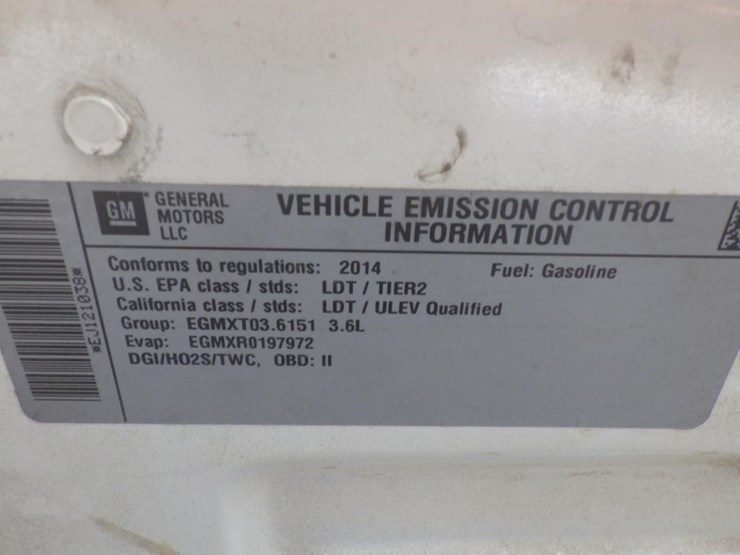 GM
GENERAL
MOTORS
LLC
VEHICLE EMISSION CONTROL
INFORMATION
Conforms to regulations: 2014 Fuel: Gasoline
U.S. EPA class / stds: LDT / TIER2
California class / stds: LDT / ULEV Qualified
Group: EGMXT03.6151 3.6L
Evap: EGMXR0197972
DGI/HO2S/TWC, OBD: II
*EJ121038*